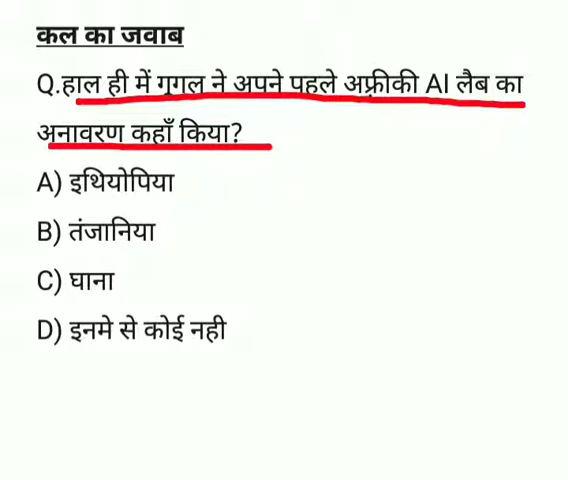 कल का जवाब
Q.हाल ही में गूगल ने अपने पहले अफ़्रीकी AI लैब का
अनावरण कहाँ किया?
A) इथियोपिया
B) तंजानिया
C) घाना
D) इनमे से कोई नही